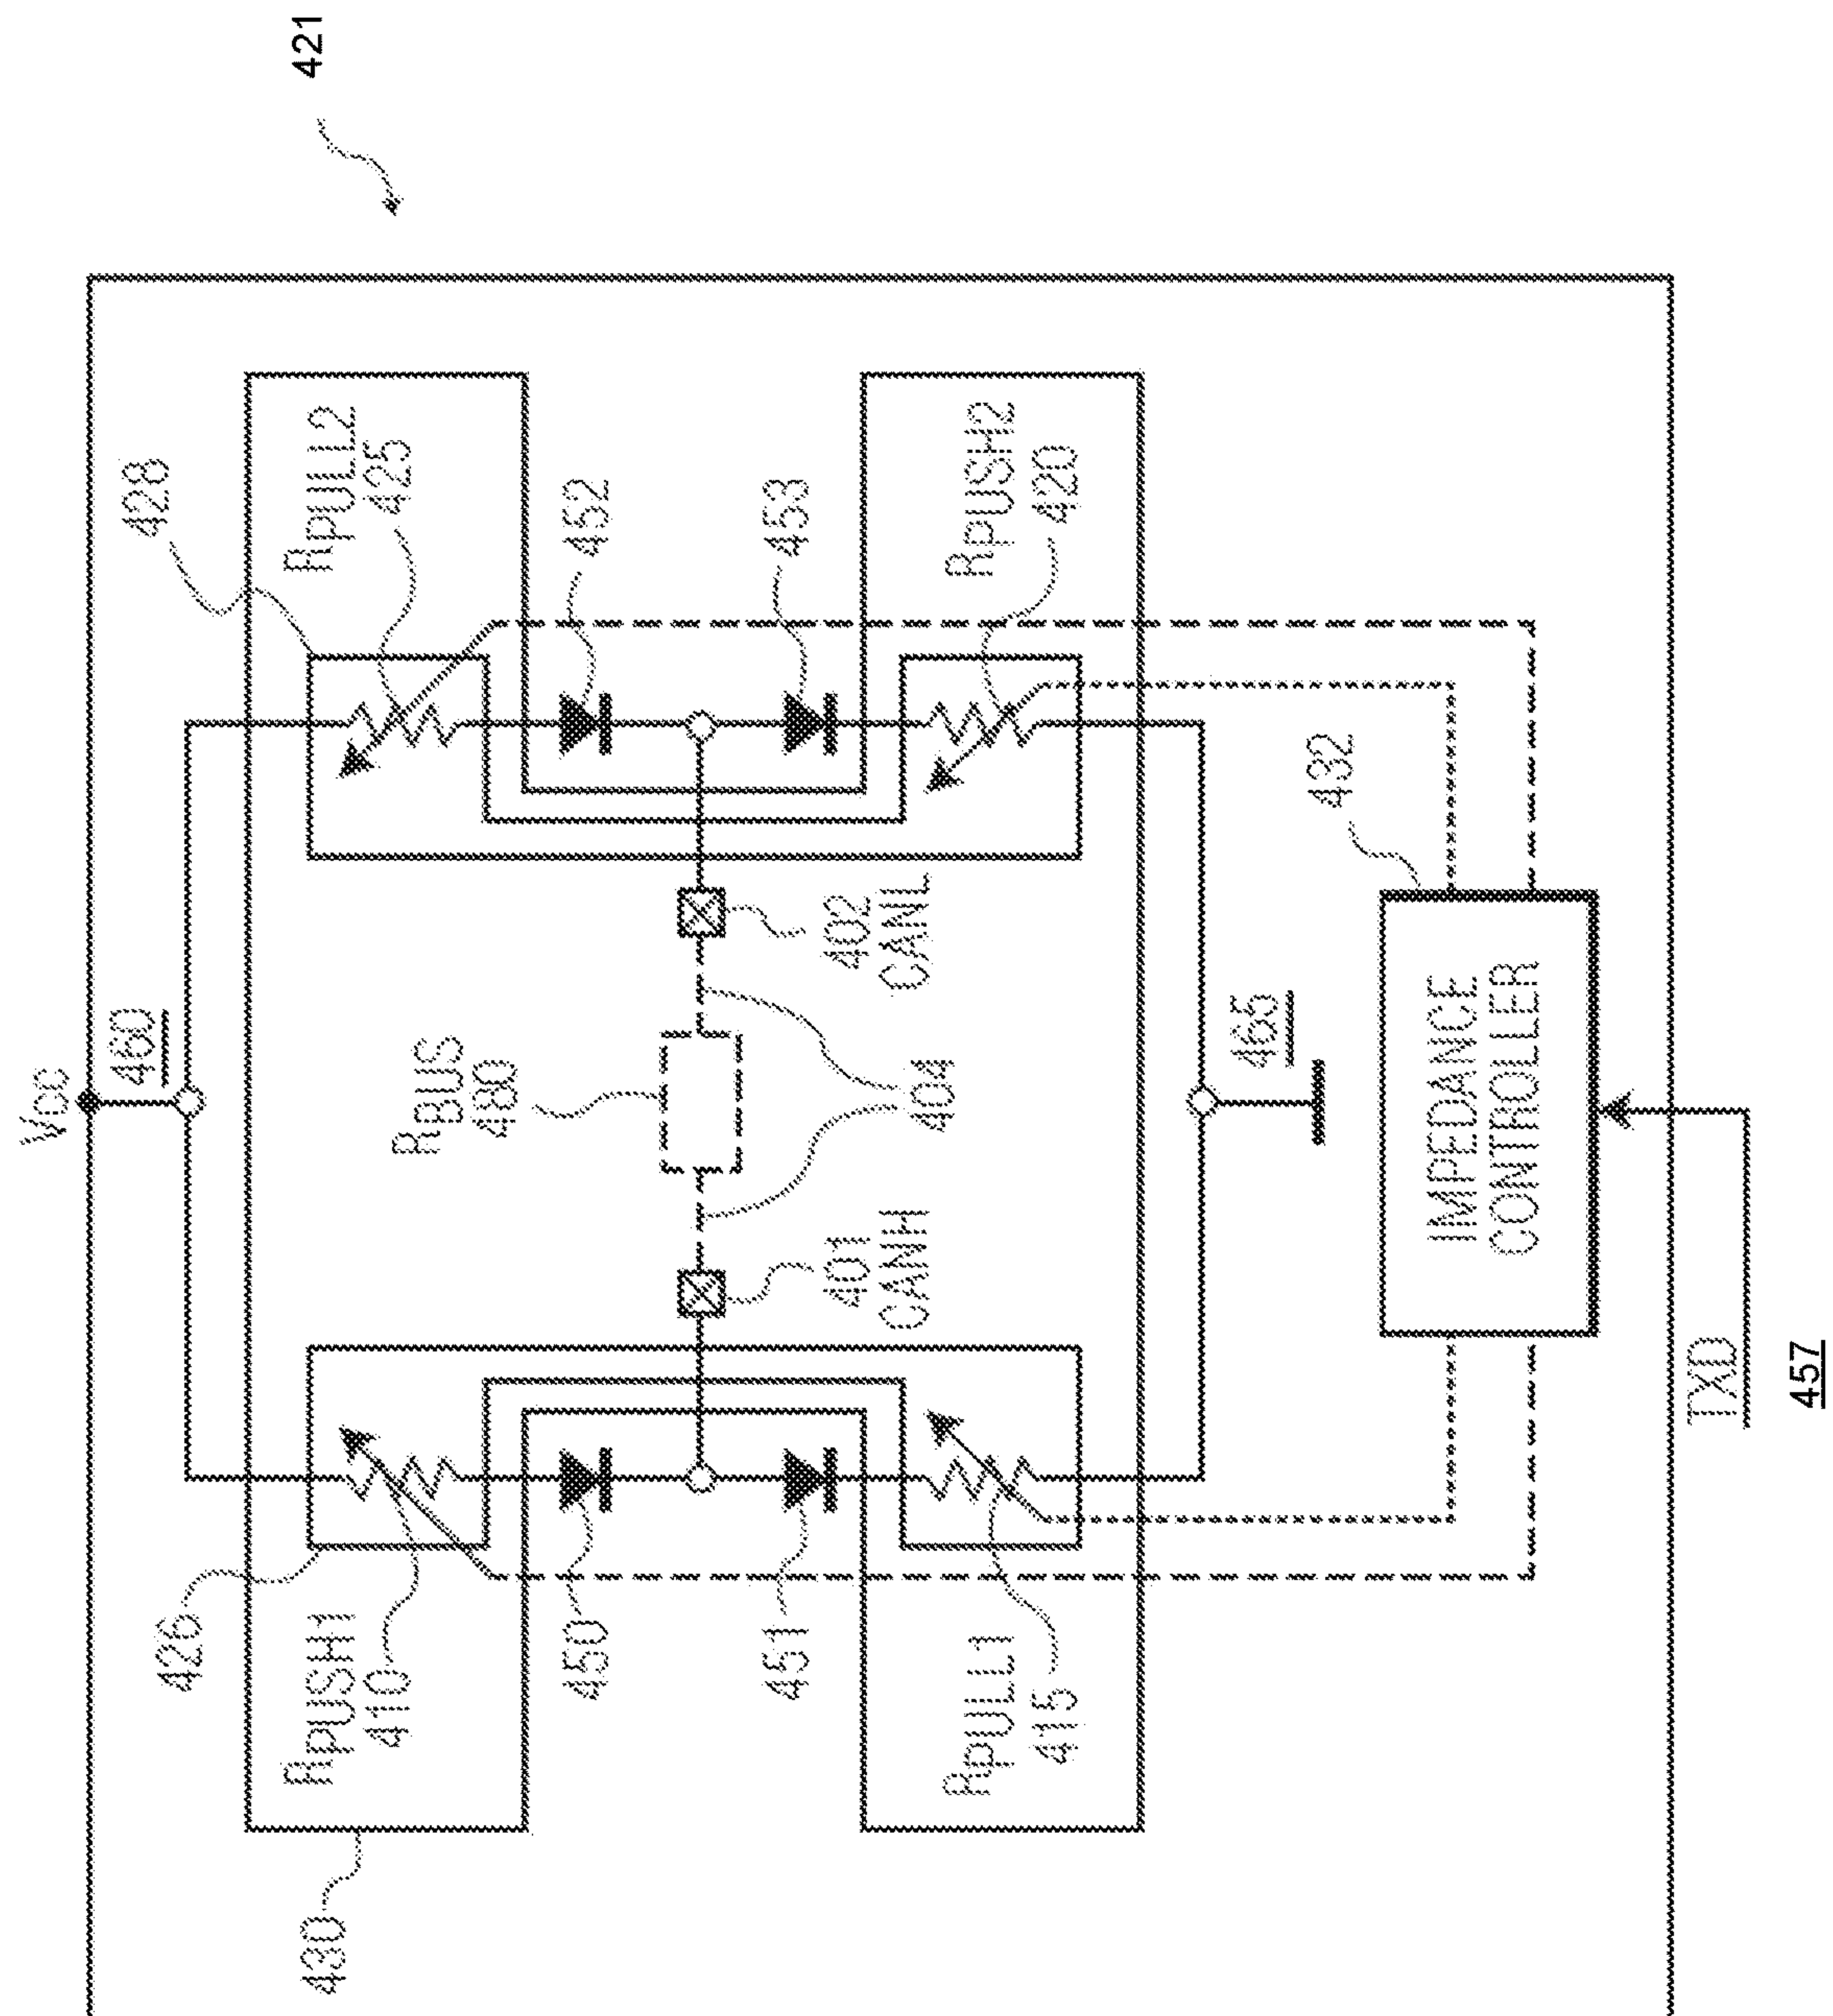 421
Vcc
460
428
RPULL2
425
452
453
RPUSH2
420
432
RBUS
480
402
CANL
404
465
401
CANH
IMPEDANCE
CONTROLLER
426
RPUSH1
410
450
451
RPULL1
415
430
TXD
457